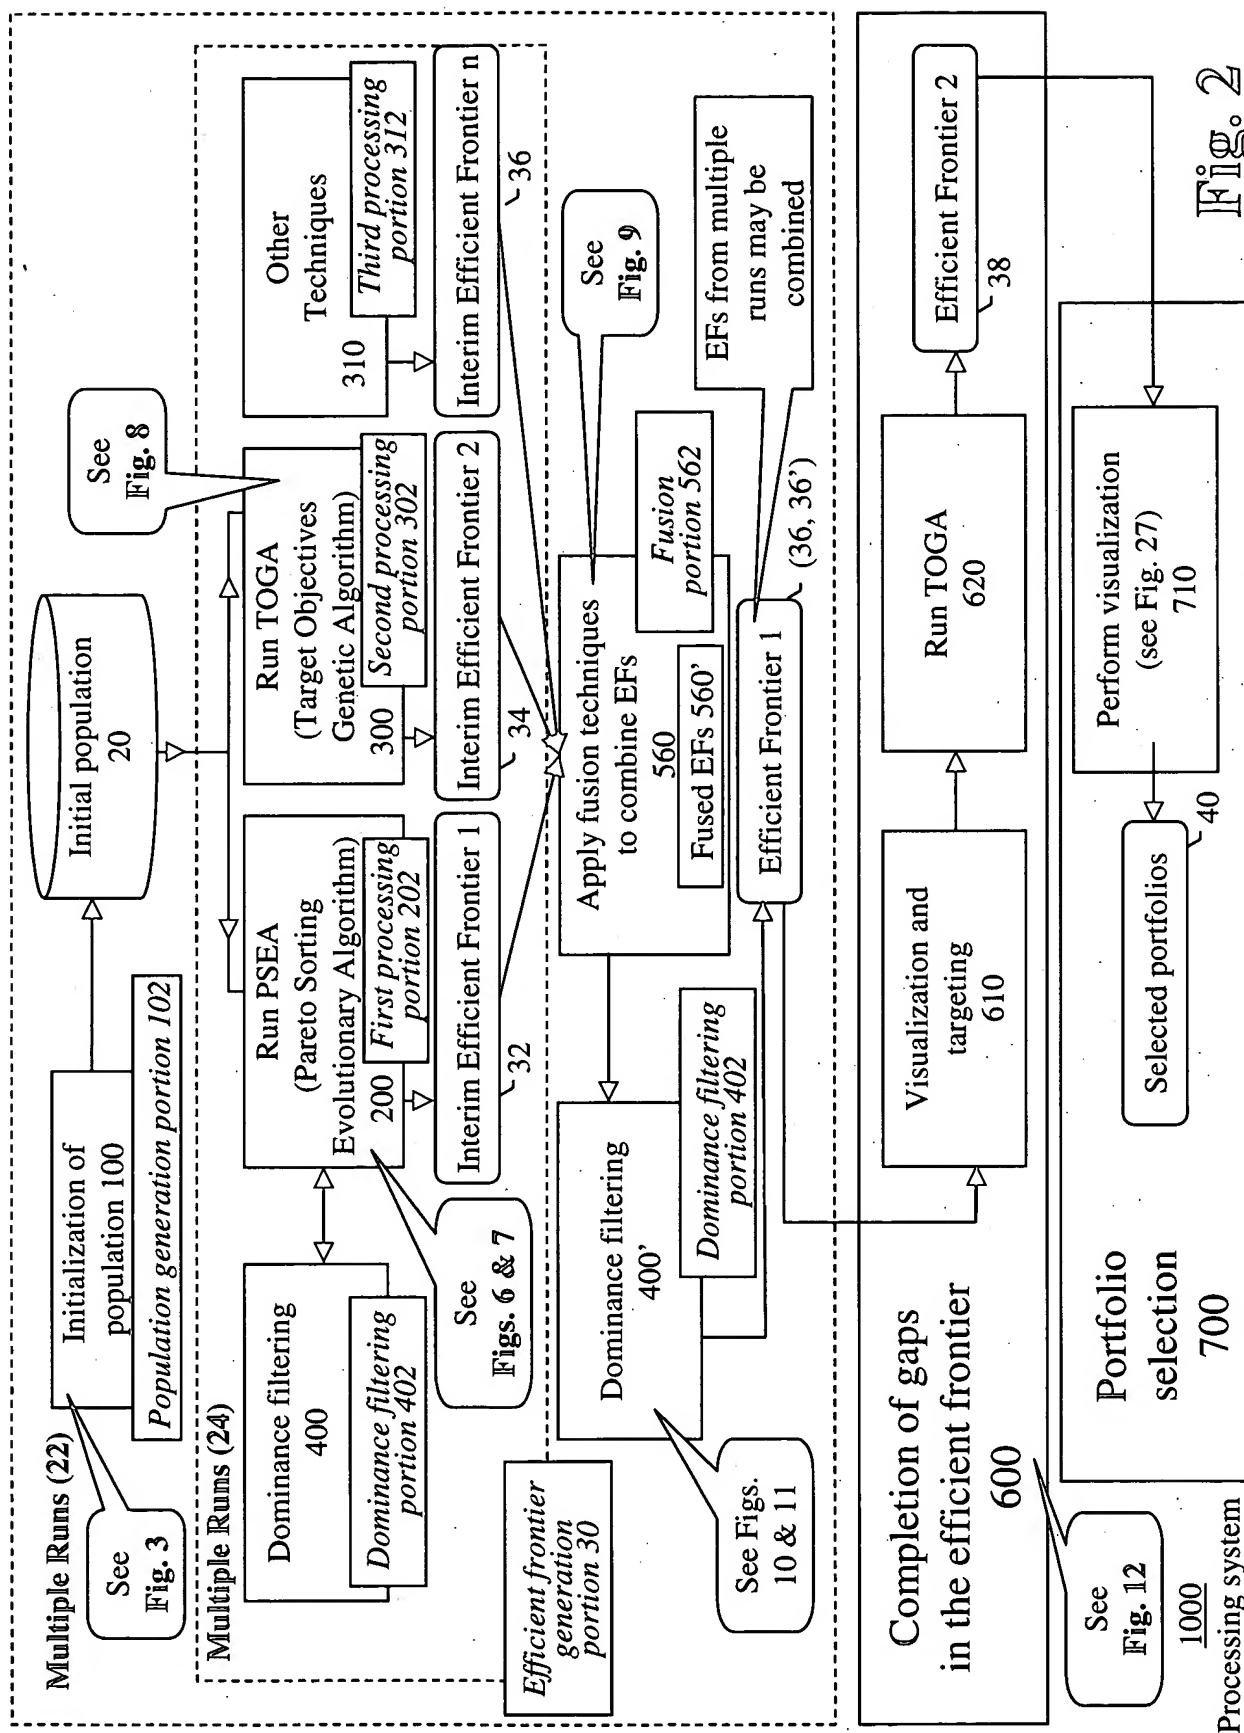 Multiple Runs (22)
See
Fig. 3
Initialization of
population 100
Population generation portion 102
Initial population
20
See
Fig. 8
Multiple Runs (24)
Dominance filtering
400
Dominance filtering
portion 402
Run PSEA
(Pareto Sorting
Evolutionary Algorithm)
200
First processing
portion 202
Run TOGA
(Target Objectives
Genetic Algorithm)
300
Second processing
portion 302
Other
Techniques
310
Third processing
portion 312
Interim Efficient Frontier 1
32
Interim Efficient Frontier 2
34
Interim Efficient Frontier n
36
See
Figs. 6 & 7
Efficient frontier
generation
portion 30
Dominance filtering
400’
Dominance filtering
portion 402
See Figs.
10 & 11
Apply fusion techniques
to combine EFs
560
Fused EFs 560’
Fusion
portion 562
See
Fig. 9
Efficient Frontier 1
(36, 36’)
EFs from multiple
runs may be
combined
Completion of gaps
in the efficient frontier
600
Visualization and
targeting
610
Run TOGA
620
Efficient Frontier 2
38
See
Fig. 12
Portfolio
selection
700
Selected portfolios
40
Perform visualization
(see Fig. 27)
710
1000
Processing system
Fig. 2